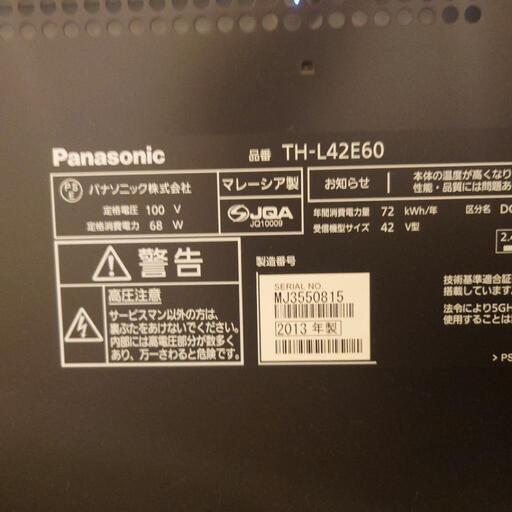 Panasonic
品番 TH-L42E60
PS
E
パナソニック株式会社
マレーシア製
お知らせ
本体の温度が高くなり
性能・品質には問題あ
定格電圧 100 V
定格消費電力 68 W
JQA
JQ10009
年間消費電力量 72 kWh/年
受信機型サイズ 42 V型
区分名 DG
2.4
警告
高圧注意
サービスマン以外の方は、
裏ぶたをあけないでください。
内部には高電圧部分が数多く
あり、万一さわると危険です。
製造番号
SERIAL NO.
MJ3550815
2013 年製
技術基準適合証
搭載しています。
法令により5GH
使用することは
> PS